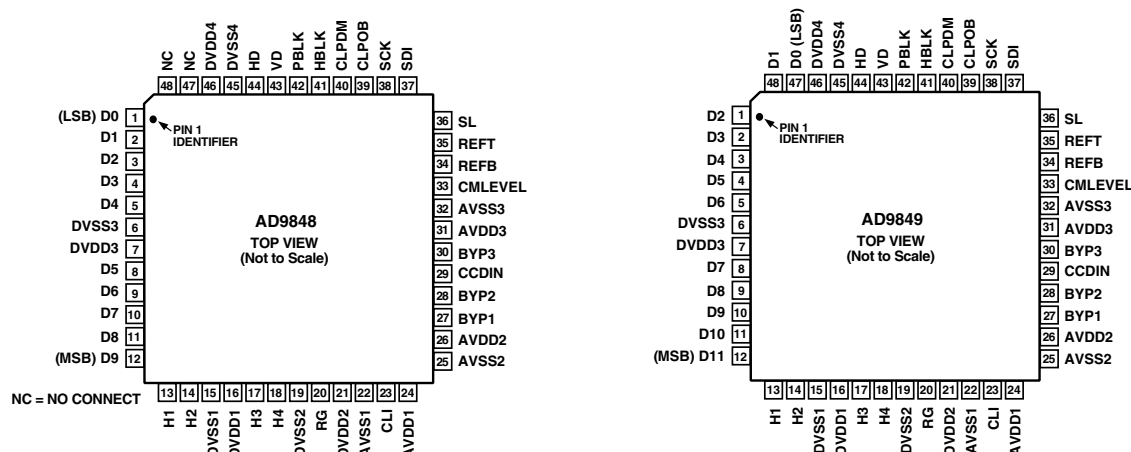 NC
NC
DVDD4
DVSS4
HD
VD
PBLK
HBLK
CLPDM
CLPOB
SCK
SDI
48 47 46 45 44 43 42 41 40 39 38 37
(LSB) D0 1
D1 2
D2 3
D3 4
D4 5
DVSS3 6
DVDD3 7
D5 8
D6 9
D7 10
D8 11
(MSB) D9 12
PIN 1
IDENTIFIER
AD9848
TOP VIEW
(Not to Scale)
36 SL
35 REFT
34 REFB
33 CMLEVEL
32 AVSS3
31 AVDD3
30 BYP3
29 CCDIN
28 BYP2
27 BYP1
26 AVDD2
25 AVSS2
13 14 15 16 17 18 19 20 21 22 23 24
H1
H2
DVSS1
DVDD1
H3
H4
DVSS2
RG
DVDD2
AVSS1
CLI
AVDD1
NC = NO CONNECT
D1
D0 (LSB)
DVDD4
DVSS4
HD
VD
PBLK
HBLK
CLPDM
CLPOB
SCK
SDI
48 47 46 45 44 43 42 41 40 39 38 37
D2 1
D3 2
D4 3
D5 4
D6 5
DVSS3 6
DVDD3 7
D7 8
D8 9
D9 10
D10 11
(MSB) D11 12
PIN 1
IDENTIFIER
AD9849
TOP VIEW
(Not to Scale)
36 SL
35 REFT
34 REFB
33 CMLEVEL
32 AVSS3
31 AVDD3
30 BYP3
29 CCDIN
28 BYP2
27 BYP1
26 AVDD2
25 AVSS2
13 14 15 16 17 18 19 20 21 22 23 24
H1
H2
DVSS1
DVDD1
H3
H4
DVSS2
RG
DVDD2
AVSS1
CLI
AVDD1